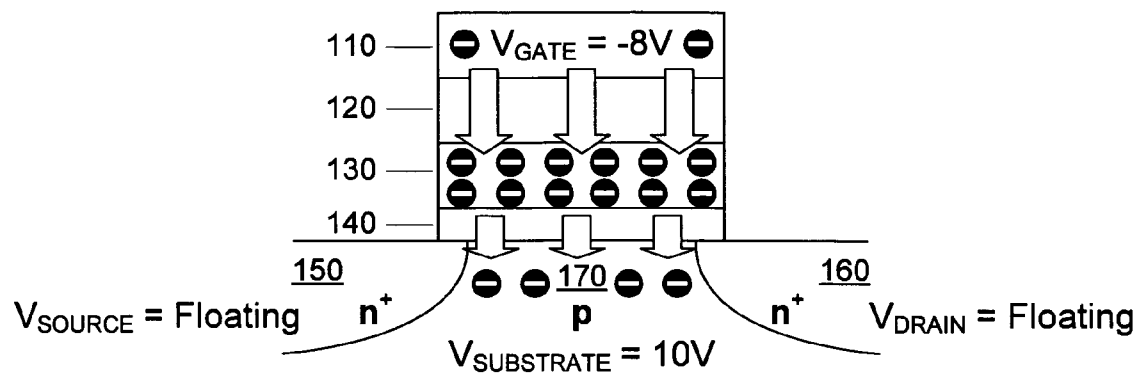 110
V_GATE = -8V
120
130
140
150
170
160
V_SOURCE = Floating
n⁺
p
n⁺
V_DRAIN = Floating
V_SUBSTRATE = 10V